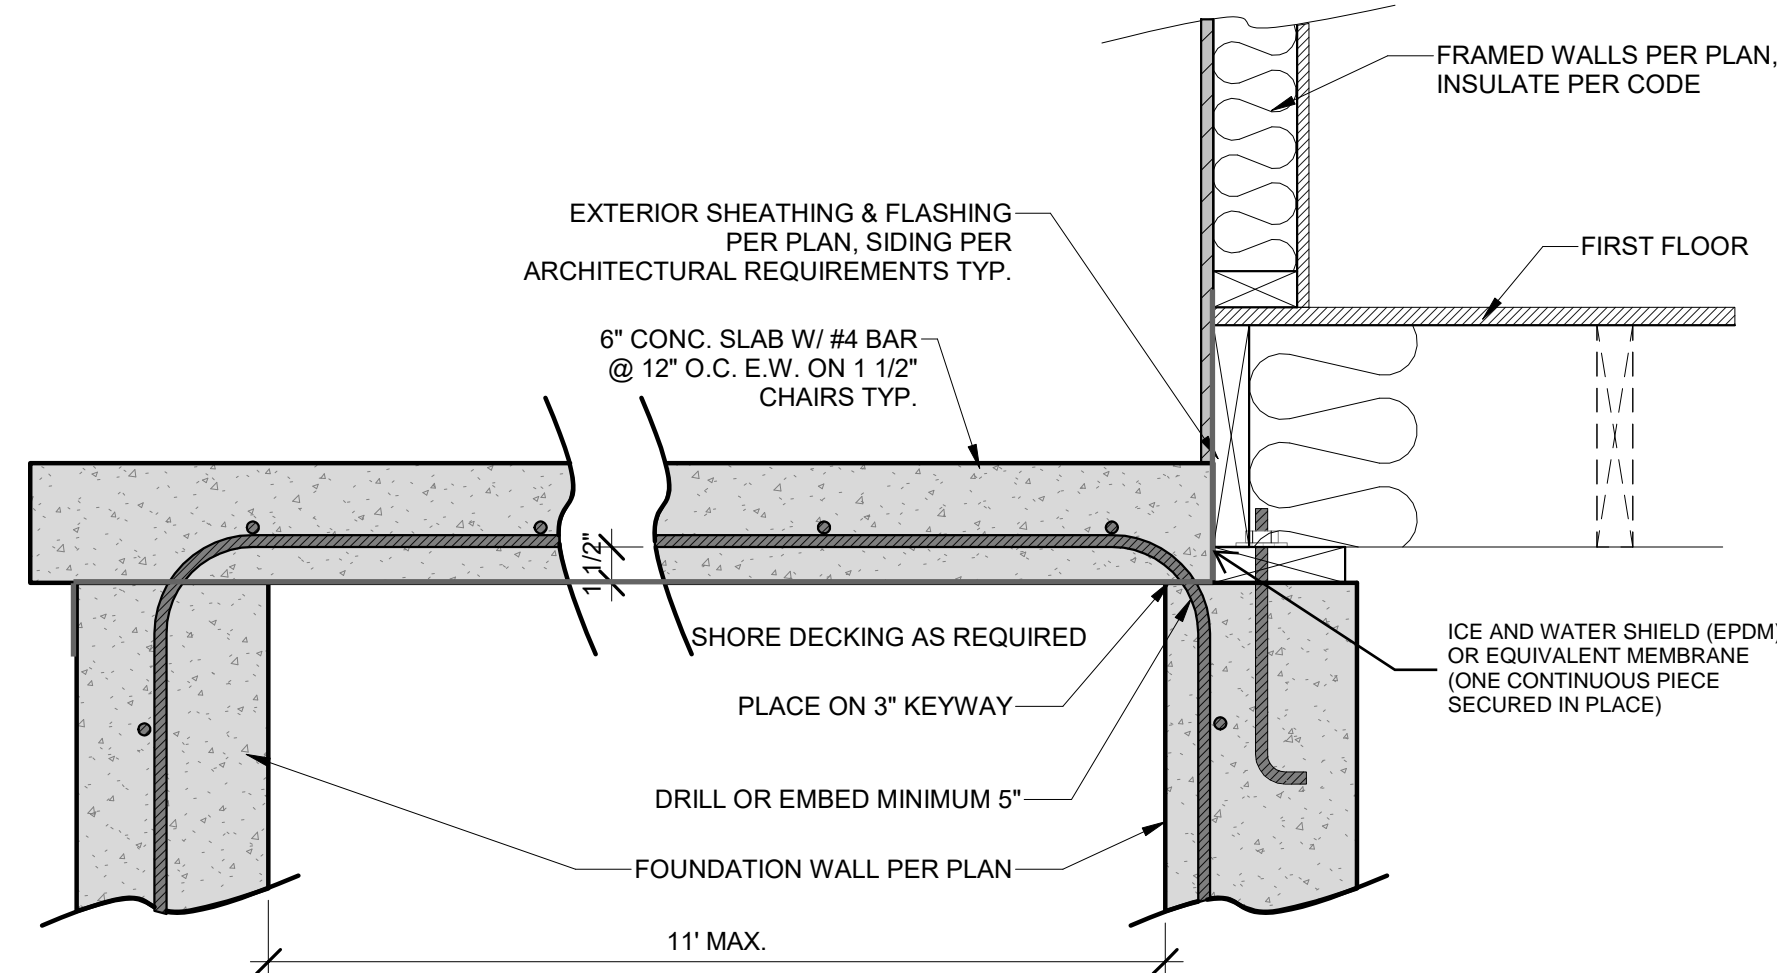 FRAMED WALLS PER PLAN,
INSULATE PER CODE
EXTERIOR SHEATHING & FLASHING
PER PLAN, SIDING PER
ARCHITECTURAL REQUIREMENTS TYP.
FIRST FLOOR
6" CONC. SLAB W/ #4 BAR
@ 12" O.C. E.W. ON 1 1/2"
CHAIRS TYP.
1 1/2"
SHORE DECKING AS REQUIRED
ICE AND WATER SHIELD (EPDM)
OR EQUIVALENT MEMBRANE
(ONE CONTINUOUS PIECE
SECURED IN PLACE)
PLACE ON 3" KEYWAY
DRILL OR EMBED MINIMUM 5"
FOUNDATION WALL PER PLAN
11' MAX.